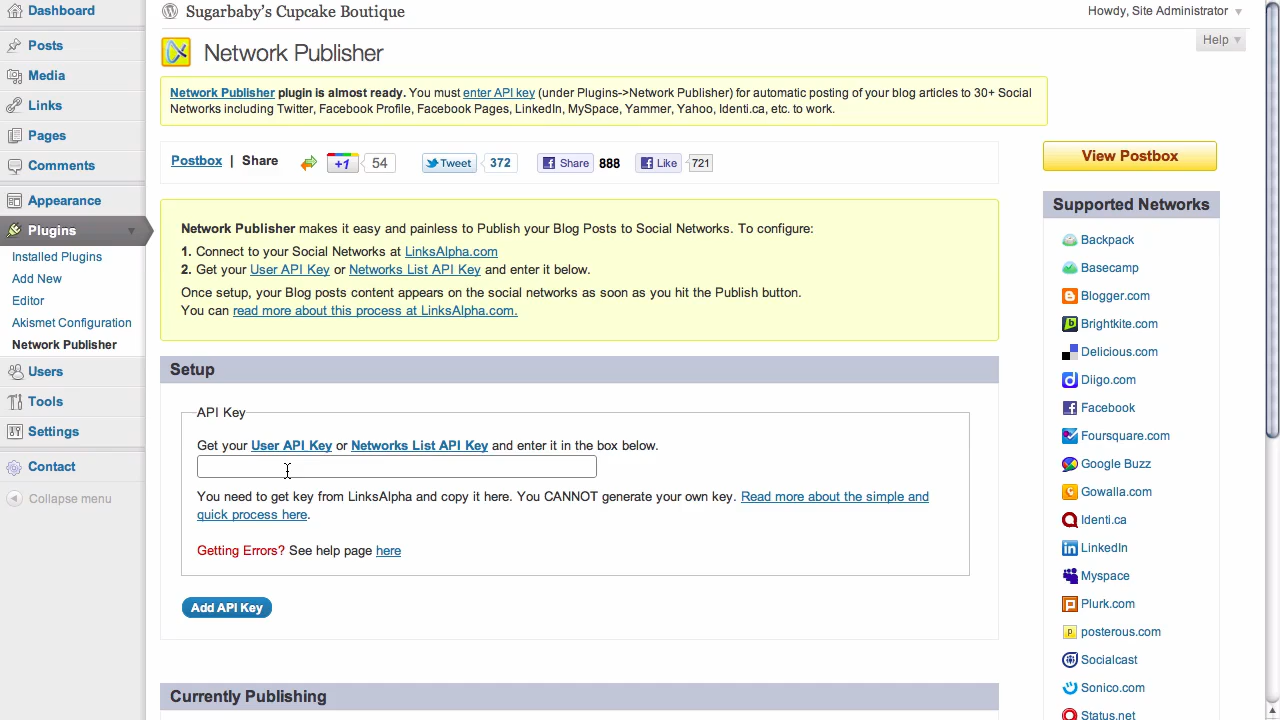 Dashboard
Posts
Media
Links
Pages
Comments
Appearance
Plugins
Installed Plugins
Add New
Editor
Akismet Configuration
Network Publisher
Users
Tools
Settings
Contact
Collapse menu
Sugarbaby's Cupcake Boutique
Howdy, Site Administrator
Help
Network Publisher
Network Publisher plugin is almost ready. You must enter API key (under Plugins->Network Publisher) for automatic posting of your blog articles to 30+ Social
Networks including Twitter, Facebook Profile, Facebook Pages, LinkedIn, MySpace, Yammer, Yahoo, Identi.ca, etc. to work.
Postbox | Share +1 54 Tweet 372 Share 888 Like 721
Network Publisher makes it easy and painless to Publish your Blog Posts to Social Networks. To configure:
1. Connect to your Social Networks at LinksAlpha.com
2. Get your User API Key or Networks List API Key and enter it below.
Once setup, your Blog posts content appears on the social networks as soon as you hit the Publish button.
You can read more about this process at LinksAlpha.com.
Setup
API Key
Get your User API Key or Networks List API Key and enter it in the box below.
You need to get key from LinksAlpha and copy it here. You CANNOT generate your own key. Read more about the simple and
quick process here.
Getting Errors? See help page here
Add API Key
Currently Publishing
View Postbox
Supported Networks
Backpack
Basecamp
Blogger.com
Brightkite.com
Delicious.com
Diigo.com
Facebook
Foursquare.com
Google Buzz
Gowalla.com
Identi.ca
LinkedIn
Myspace
Plurk.com
posterous.com
Socialcast
Sonico.com
Status.net